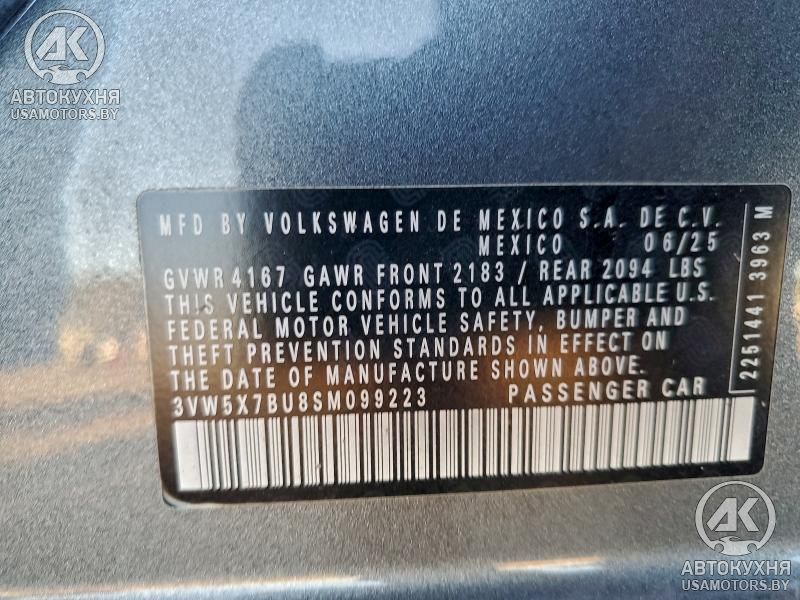 AK
АВТОКУХНЯ
USAMOTORS.BY
MFD BY VOLKSWAGEN DE MEXICO S.A. DE C.V.
MEXICO 06/25
GVWR 4167 GAWR FRONT 2183 / REAR 2094 LBS
THIS VEHICLE CONFORMS TO ALL APPLICABLE U.S.
FEDERAL MOTOR VEHICLE SAFETY, BUMPER AND
THEFT PREVENTION STANDARDS IN EFFECT ON
THE DATE OF MANUFACTURE SHOWN ABOVE.
3VW5X7BU8SM099223 PASSENGER CAR
2251441 3963 M
AK
АВТОКУХНЯ
USAMOTORS.BY